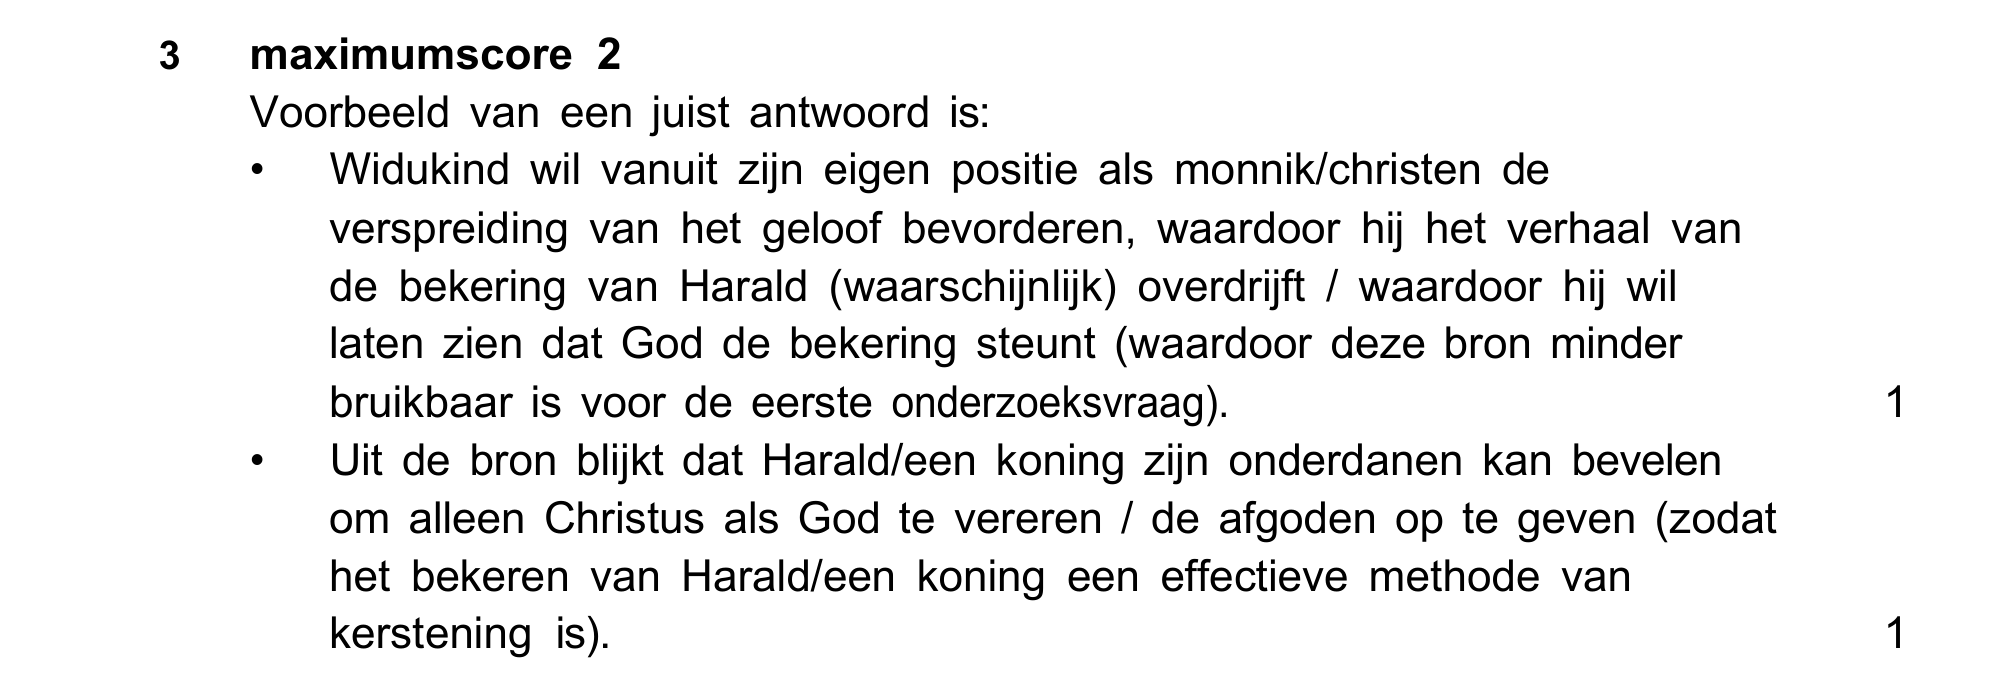 3 maximumscore 2
Voorbeeld van een juist antwoord is:
• Widukind wil vanuit zijn eigen positie als monnik/christen de
verspreiding van het geloof bevorderen, waardoor hij het verhaal van
de bekering van Harald (waarschijnlijk) overdrijft / waardoor hij wil
laten zien dat God de bekering steunt (waardoor deze bron minder
bruikbaar is voor de eerste onderzoeksvraag). 1
• Uit de bron blijkt dat Harald/een koning zijn onderdanen kan bevelen
om alleen Christus als God te vereren / de afgoden op te geven (zodat
het bekeren van Harald/een koning een effectieve methode van
kerstening is). 1